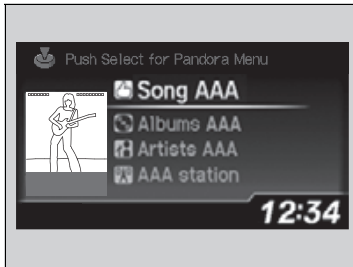 Push Select for Pandora Menu
Song AAA
Albums AAA
Artists AAA
AAA station
12:34